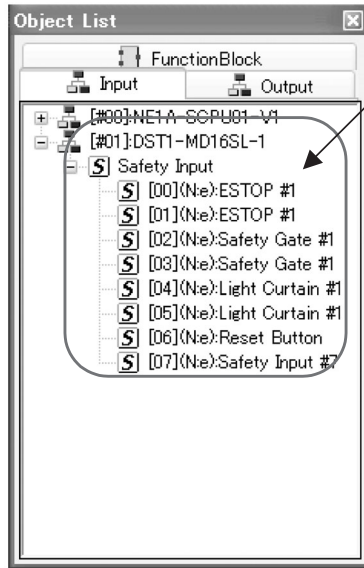 Object List
FunctionBlock
Input
Output
[#00]:NE1A-SCPU01-V1
[#01]:DST1-MD16SL-1
S Safety Input
S [00](N:e):ESTOP #1
S [01](N:e):ESTOP #1
S [02](N:e):Safety Gate #1
S [03](N:e):Safety Gate #1
S [04](N:e):Light Curtain #1
S [05](N:e):Light Curtain #1
S [06](N:e):Reset Button
S [07](N:e):Safety Input #7